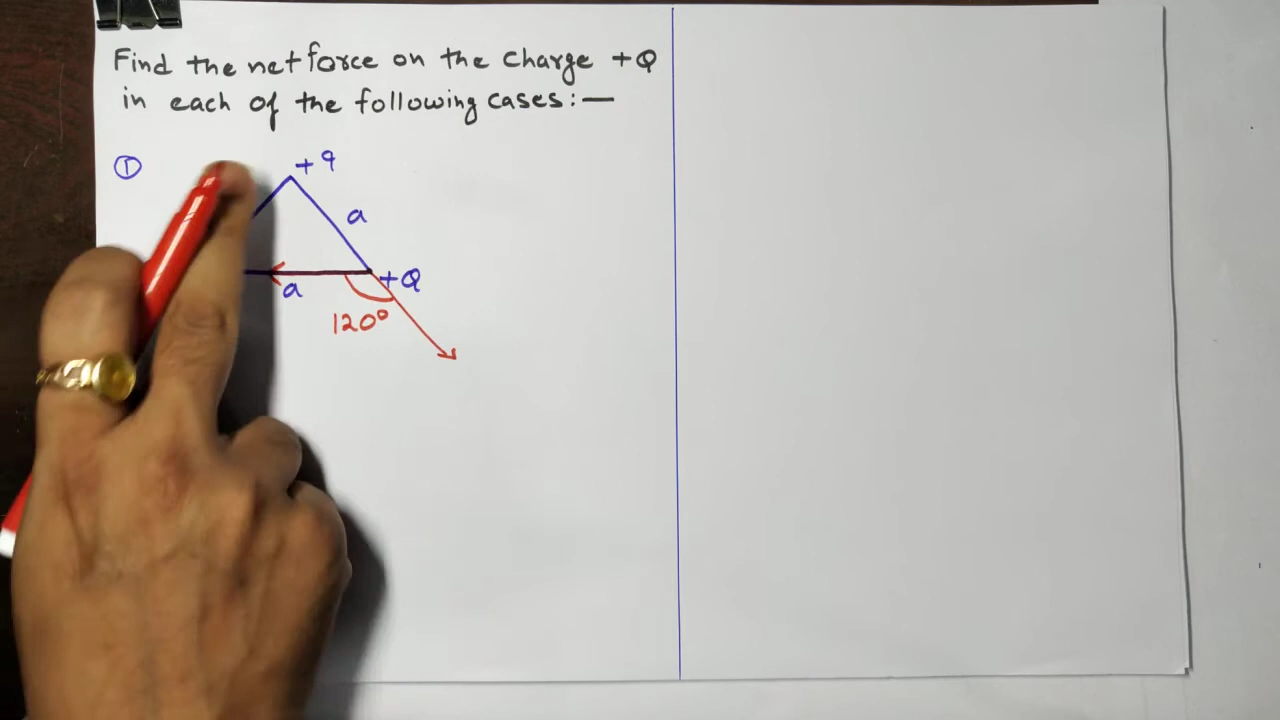 Find the net force on the charge +Q
in each of the following cases:—
①
+q
a
+Q
a
120°